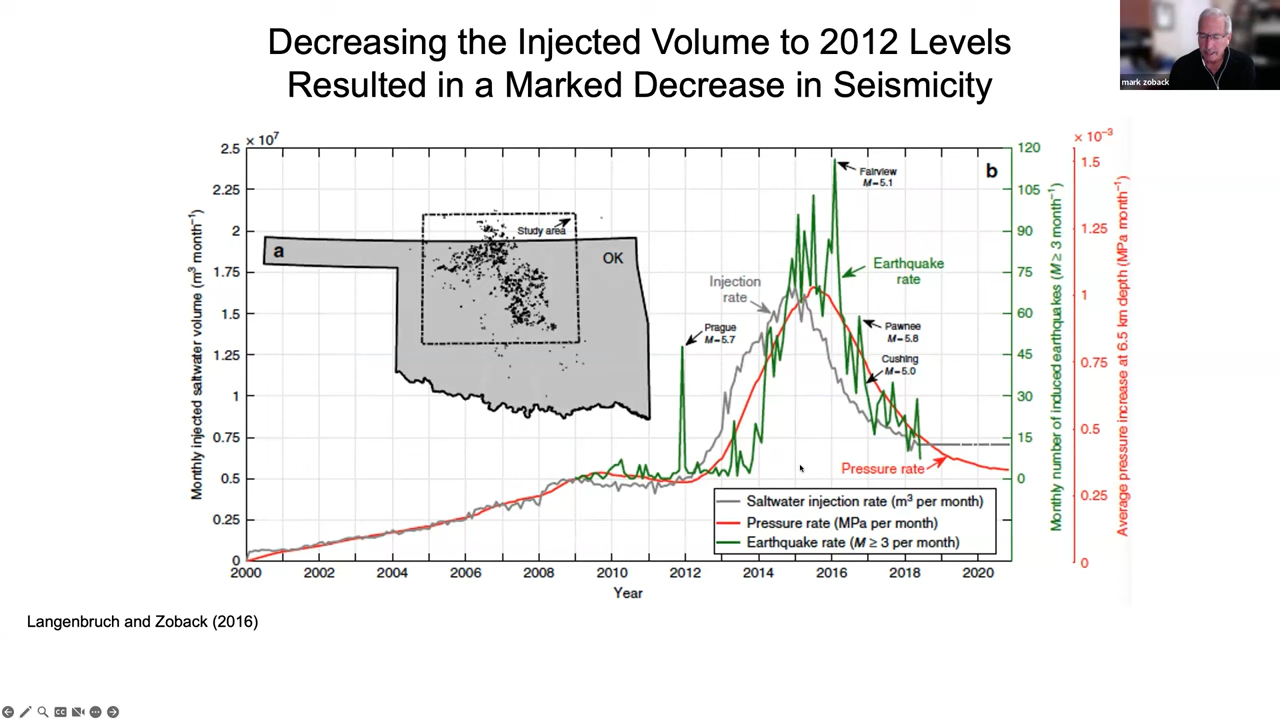 Decreasing the Injected Volume to 2012 Levels
Resulted in a Marked Decrease in Seismicity
mark zoback
× 10⁷
2.5
2.25
2
1.75
1.5
1.25
1
0.75
0.5
0.25
0
Monthly injected saltwater volume (m³ month⁻¹)
a
Study area
OK
b
Prague
M=5.7
Injection
rate
Fairview
M=5.1
Earthquake
rate
Pawnee
M=5.8
Cushing
M=5.0
Pressure rate
Saltwater injection rate (m³ per month)
Pressure rate (MPa per month)
Earthquake rate (M ≥ 3 per month)
2000 2002 2004 2006 2008 2010 2012 2014 2016 2018 2020
Year
120
105
90
75
60
45
30
15
0
Monthly number of induced earthquakes (M ≥ 3 month⁻¹)
× 10⁻³
1.5
1.25
1
0.75
0.5
0.25
0
Average pressure increase at 6.5 km depth (MPa month⁻¹)
Langenbruch and Zoback (2016)
CC